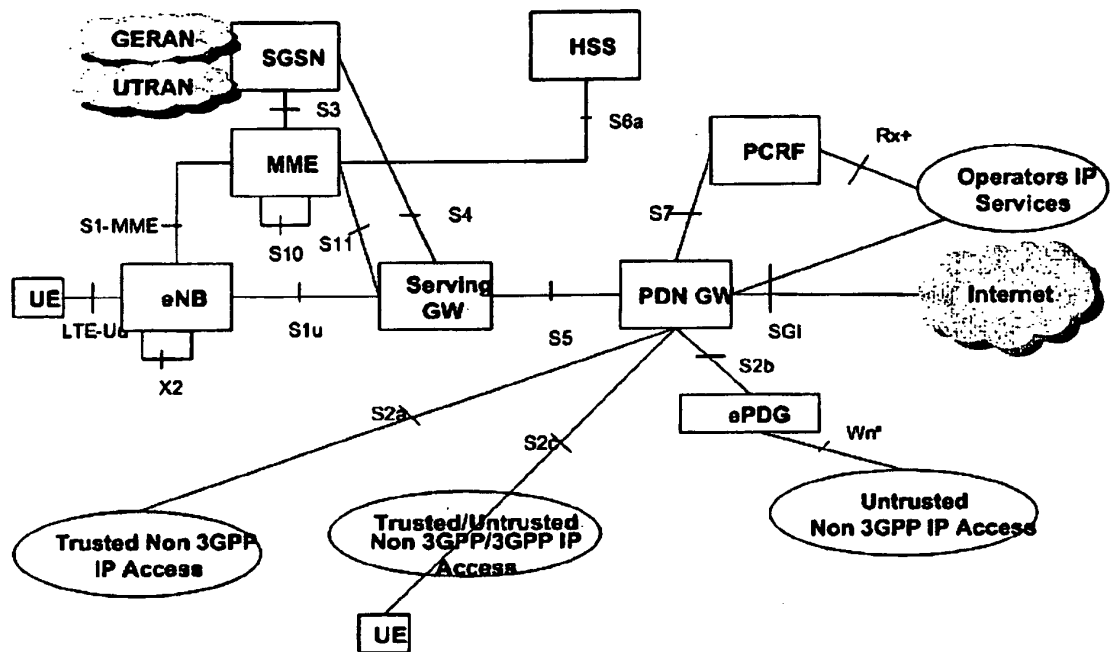 GERAN
SGSN
HSS
UTRAN
S3
S6a
MME
PCRF
Rx+
Operators IP
Services
S1-MME
S10
S11
S4
S7
UE
eNB
Serving
GW
PDN GW
Internet
LTE-Uu
S1u
S5
SGI
X2
S2b
S2a
ePDG
S2c
Wn*
Untrusted
Non 3GPP IP Access
Trusted Non 3GPP
IP Access
Trusted/Untrusted
Non 3GPP/3GPP IP
Access
UE